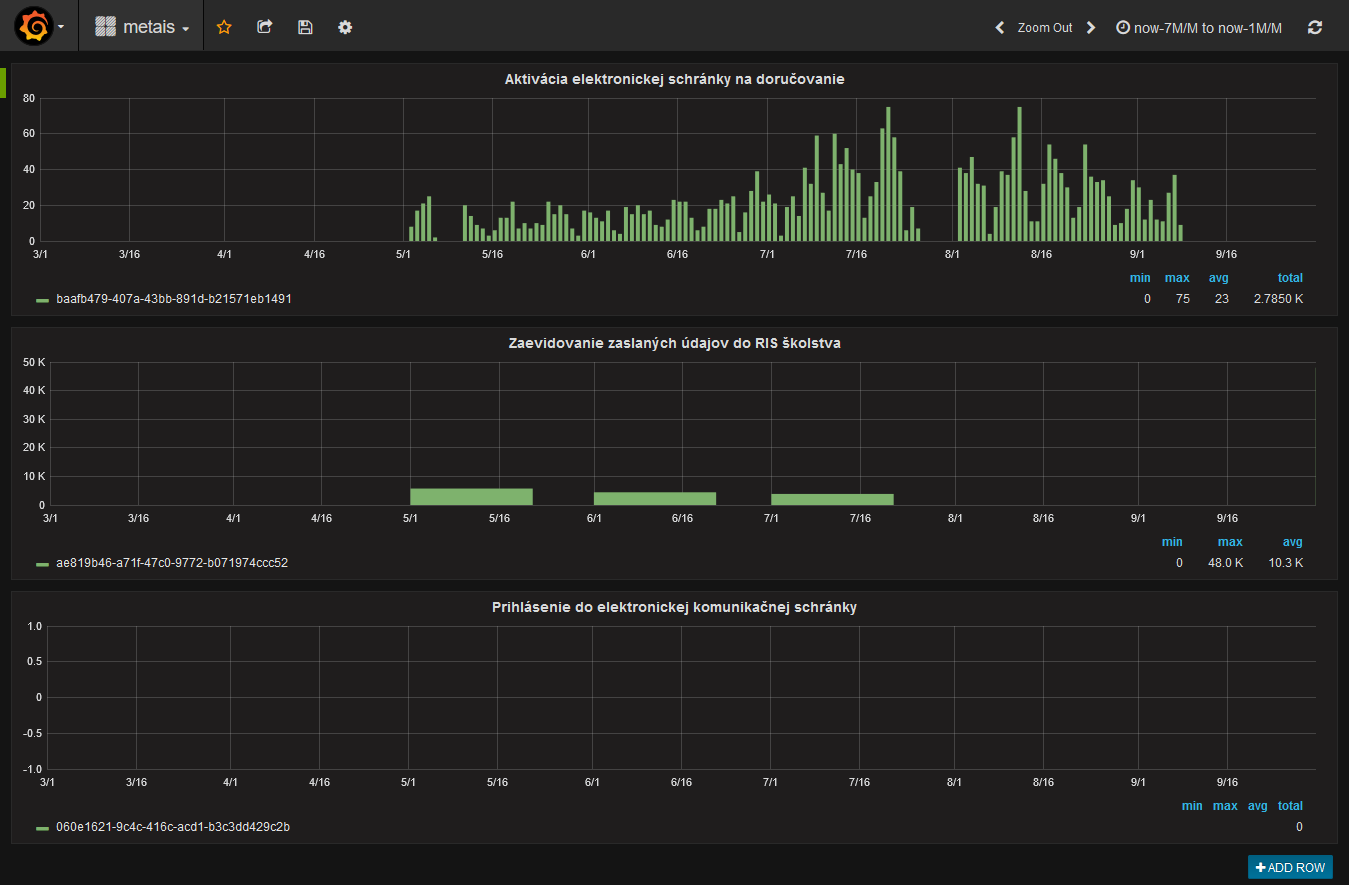 metais
Zoom Out
now-7M/M to now-1M/M
Aktivácia elektronickej schránky na doručovanie
80
60
40
20
0
3/1 3/16 4/1 4/16 5/1 5/16 6/1 6/16 7/1 7/16 8/1 8/16 9/1 9/16
min max avg total
baafb479-407a-43bb-891d-b21571eb1491 0 75 23 2.7850 K
Zaevidovanie zaslaných údajov do RIS školstva
50 K
40 K
30 K
20 K
10 K
0
3/1 3/16 4/1 4/16 5/1 5/16 6/1 6/16 7/1 7/16 8/1 8/16 9/1 9/16
min max avg
ae819b46-a71f-47c0-9772-b071974ccc52 0 48.0 K 10.3 K
Prihlásenie do elektronickej komunikačnej schránky
1.0
0.5
0
-0.5
-1.0
3/1 3/16 4/1 4/16 5/1 5/16 6/1 6/16 7/1 7/16 8/1 8/16 9/1 9/16
min max avg total
060e1621-9c4c-416c-acd1-b3c3dd429c2b 0
ADD ROW